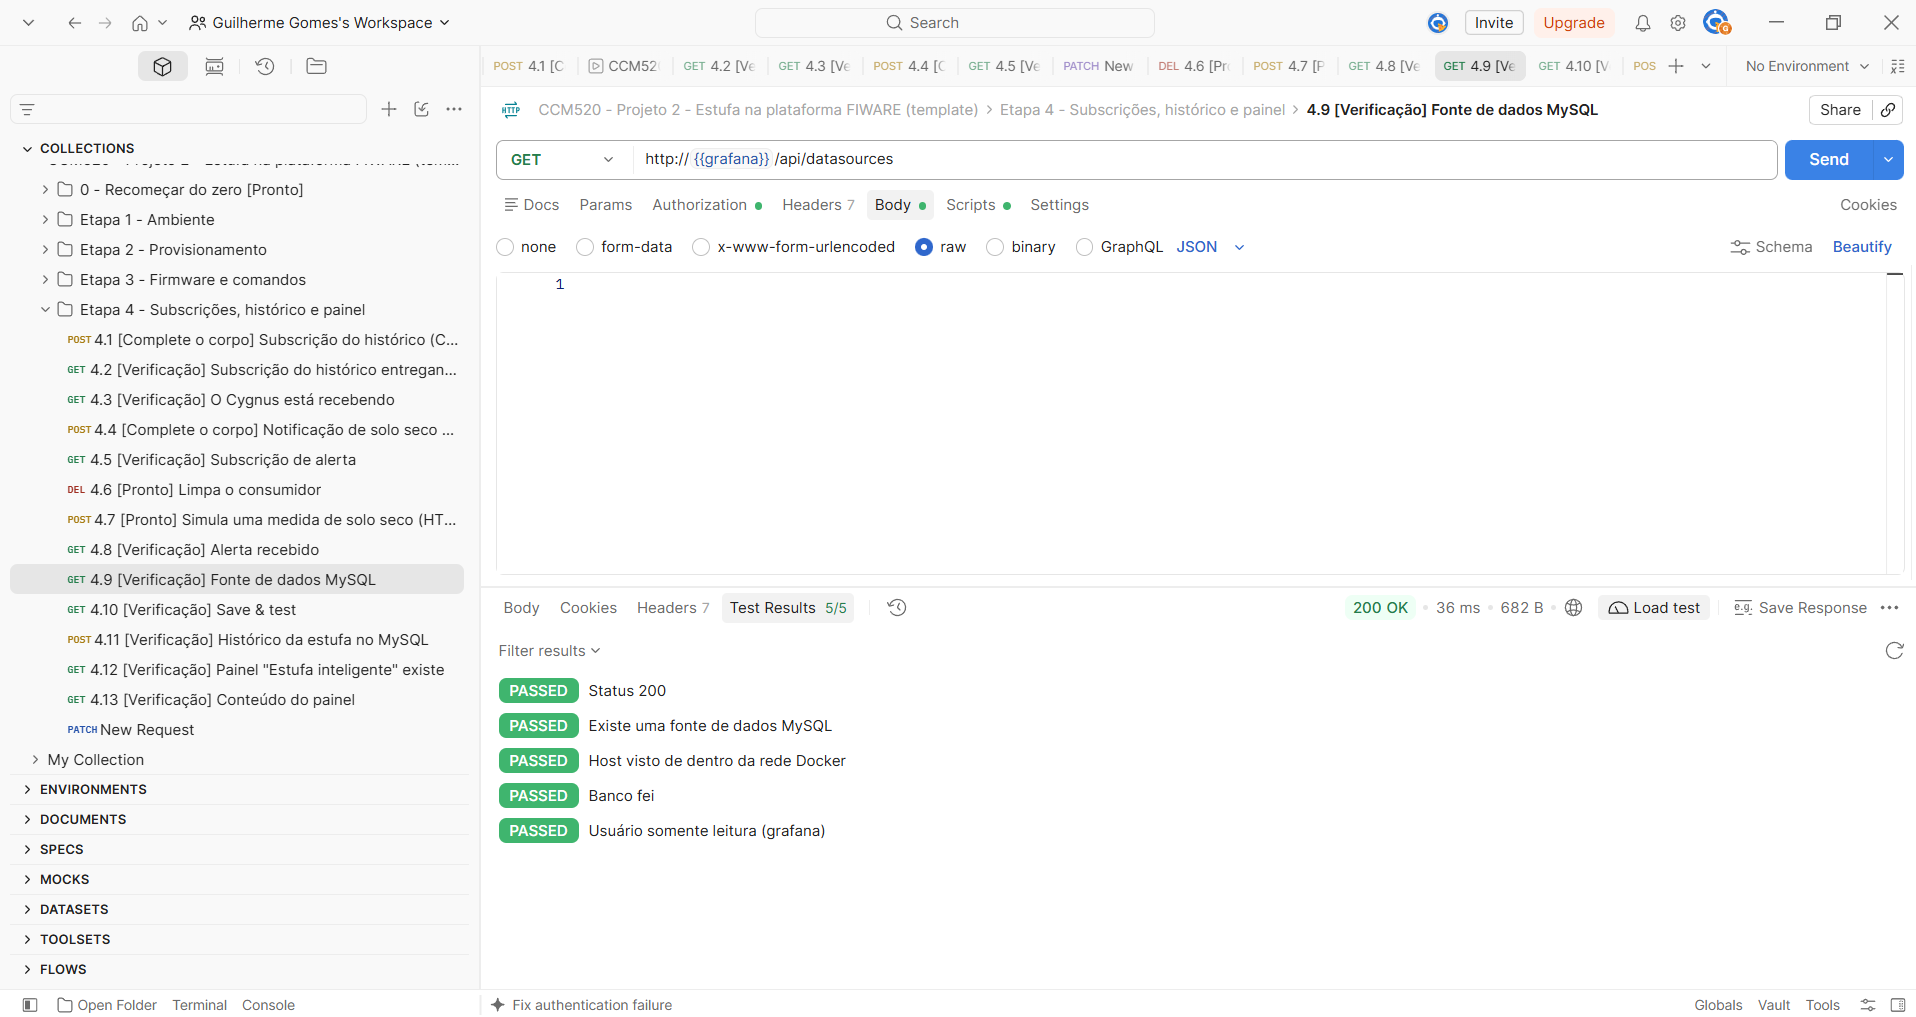 Guilherme Gomes's Workspace
Search
Invite
Upgrade
POST 4.1 [C
CCM52
GET 4.2 [Ve
GET 4.3 [Ve
POST 4.4 [C
GET 4.5 [Ve
PATCH New
DEL 4.6 [Pr
POST 4.7 [P
GET 4.8 [Ve
GET 4.9 [Ve
GET 4.10 [V
POS
No Environment
CCM520 - Projeto 2 - Estufa na plataforma FIWARE (template) > Etapa 4 - Subscrições, histórico e painel > 4.9 [Verificação] Fonte de dados MySQL
Share
COLLECTIONS
CCM520 - Projeto 2 - Estufa na plataforma FIWARE (tem...
0 - Recomeçar do zero [Pronto]
Etapa 1 - Ambiente
Etapa 2 - Provisionamento
Etapa 3 - Firmware e comandos
Etapa 4 - Subscrições, histórico e painel
POST 4.1 [Complete o corpo] Subscrição do histórico (C...
GET 4.2 [Verificação] Subscrição do histórico entregan...
GET 4.3 [Verificação] O Cygnus está recebendo
POST 4.4 [Complete o corpo] Notificação de solo seco ...
GET 4.5 [Verificação] Subscrição de alerta
DEL 4.6 [Pronto] Limpa o consumidor
POST 4.7 [Pronto] Simula uma medida de solo seco (HT...
GET 4.8 [Verificação] Alerta recebido
GET 4.9 [Verificação] Fonte de dados MySQL
GET 4.10 [Verificação] Save & test
POST 4.11 [Verificação] Histórico da estufa no MySQL
GET 4.12 [Verificação] Painel "Estufa inteligente" existe
GET 4.13 [Verificação] Conteúdo do painel
PATCH New Request
My Collection
ENVIRONMENTS
DOCUMENTS
SPECS
MOCKS
DATASETS
TOOLSETS
FLOWS
GET
http:// {{grafana}} /api/datasources
Send
Docs Params Authorization Headers 7 Body Scripts Settings
Cookies
none form-data x-www-form-urlencoded raw binary GraphQL JSON
Schema Beautify
1
Body Cookies Headers 7 Test Results 5/5
200 OK • 36 ms • 682 B
Load test
e.g. Save Response
Filter results
PASSED Status 200
PASSED Existe uma fonte de dados MySQL
PASSED Host visto de dentro da rede Docker
PASSED Banco fei
PASSED Usuário somente leitura (grafana)
Open Folder Terminal Console
Fix authentication failure
Globals Vault Tools